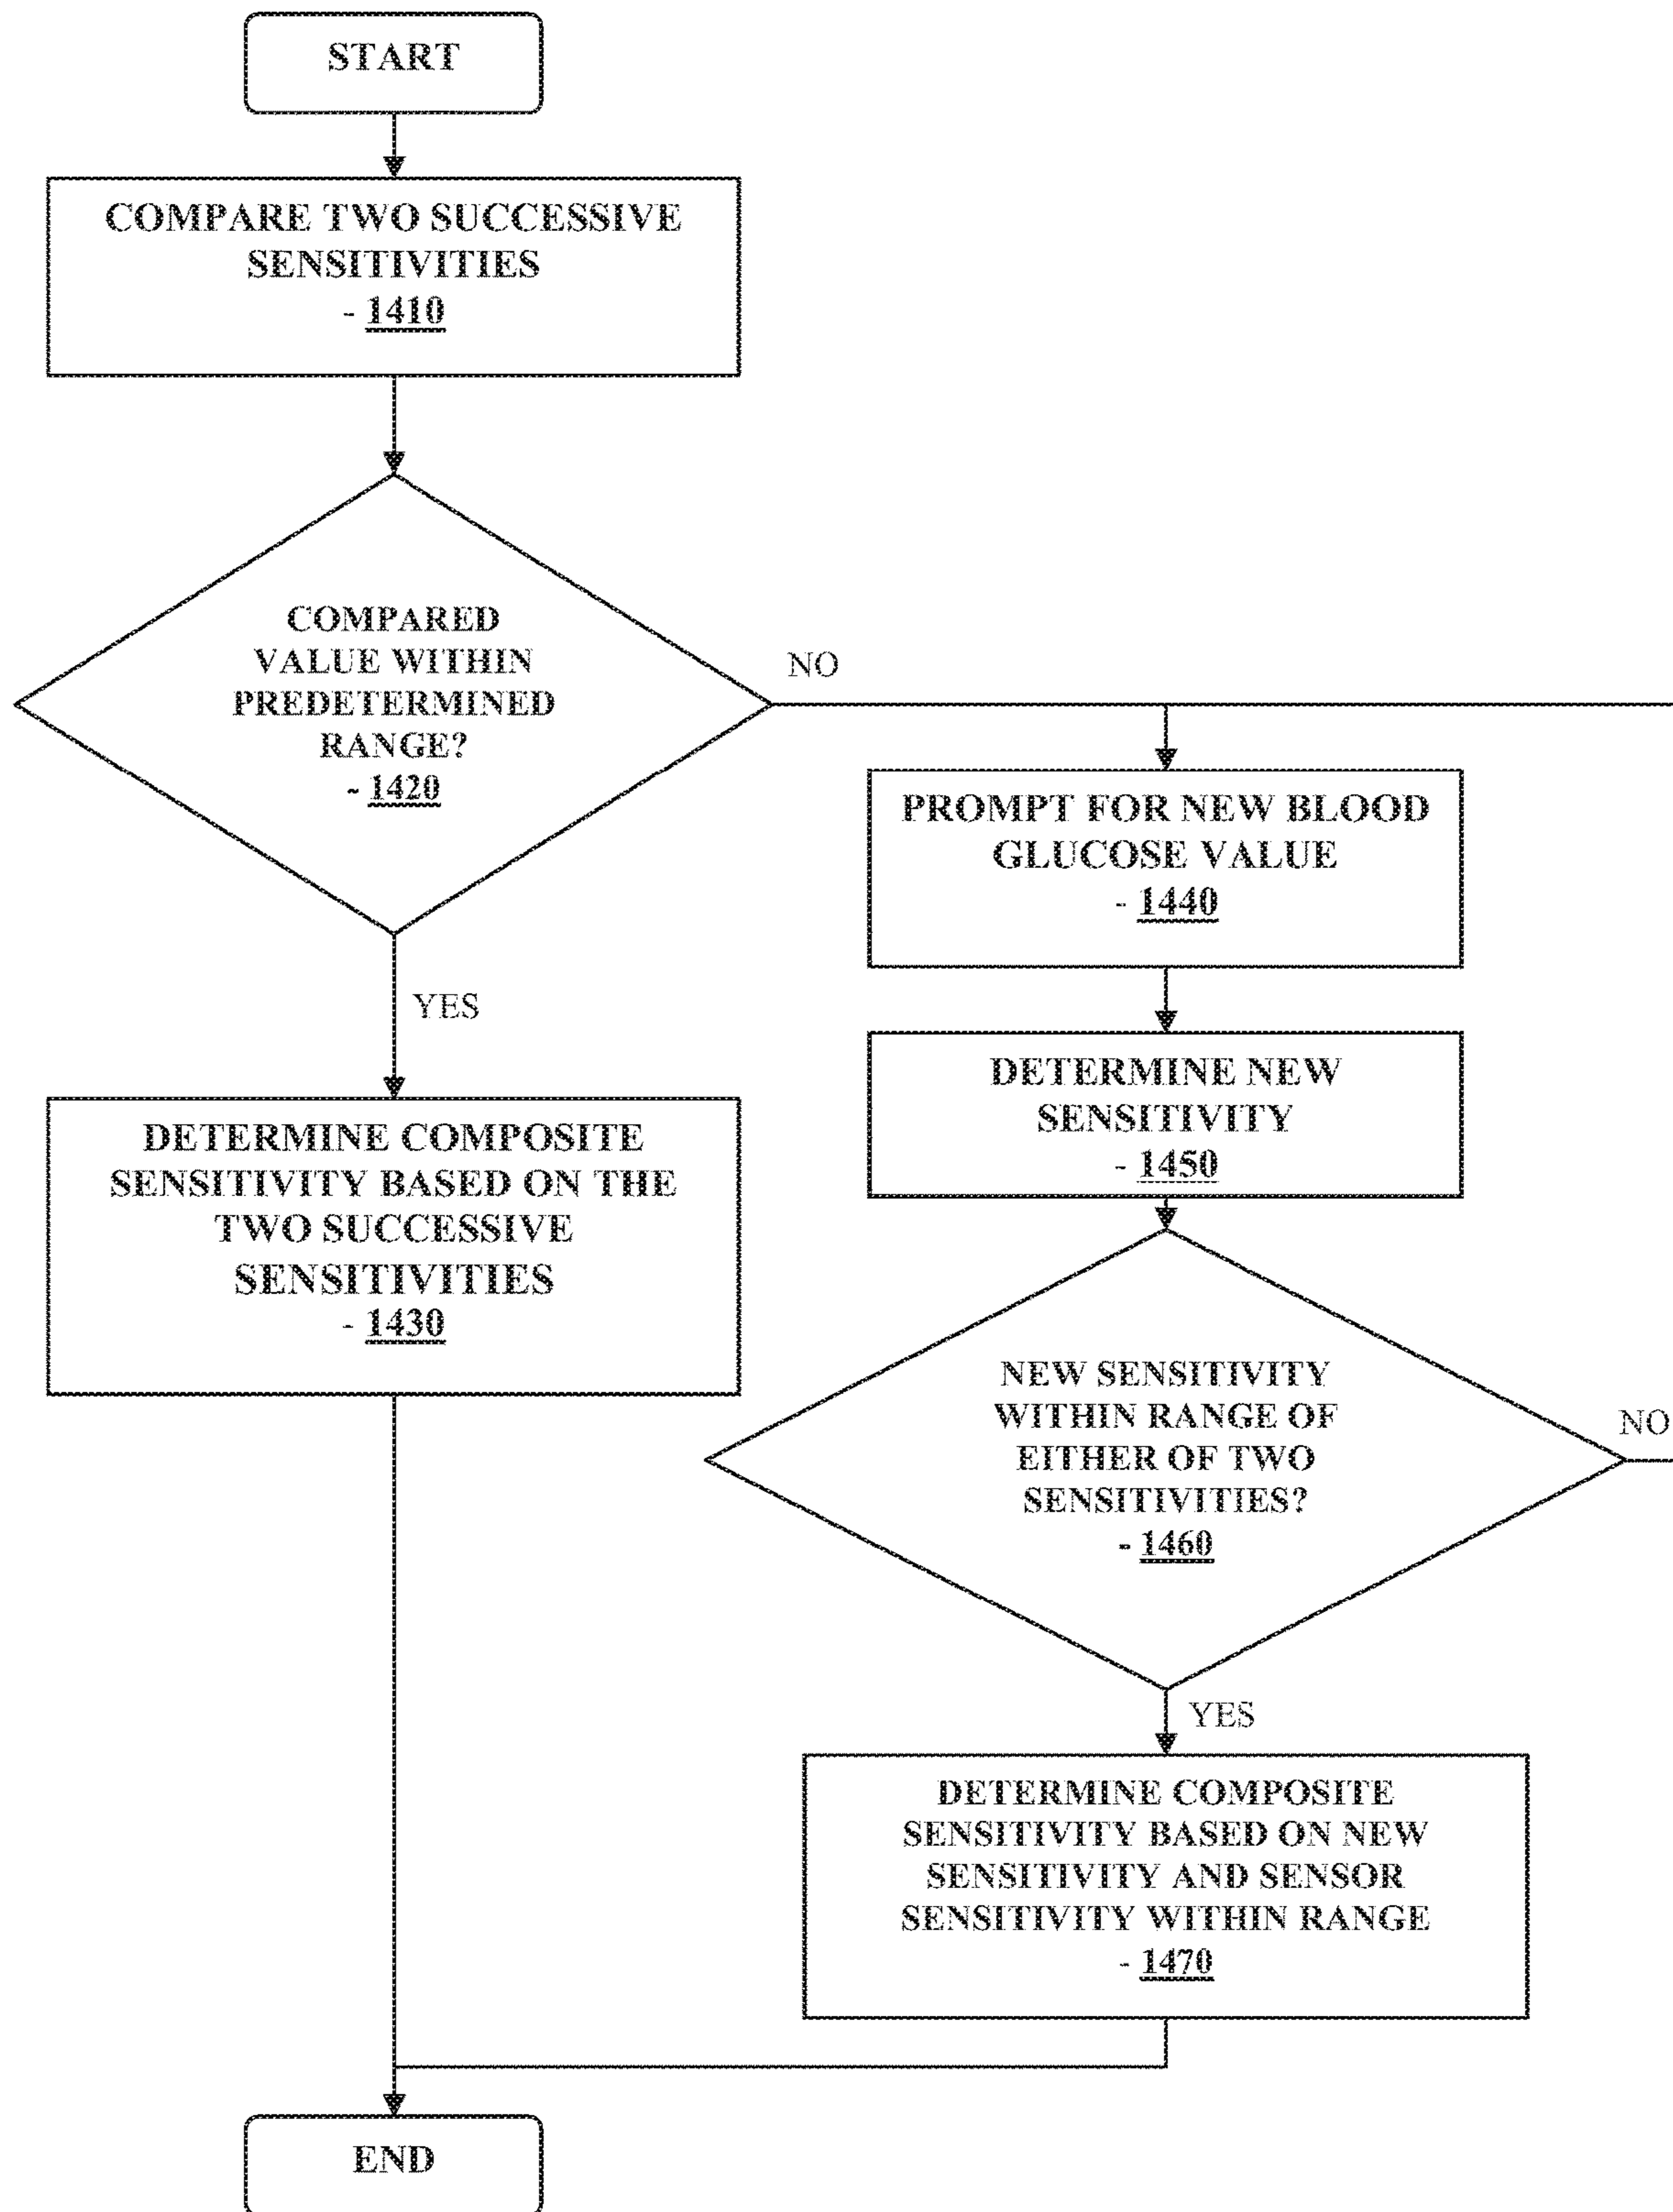 START
COMPARE TWO SUCCESSIVE
SENSITIVITIES
- 1410
COMPARED
VALUE WITHIN
PREDETERMINED
RANGE?
- 1420
NO
YES
DETERMINE COMPOSITE
SENSITIVITY BASED ON THE
TWO SUCCESSIVE
SENSITIVITIES
- 1430
PROMPT FOR NEW BLOOD
GLUCOSE VALUE
- 1440
DETERMINE NEW
SENSITIVITY
- 1450
NEW SENSITIVITY
WITHIN RANGE OF
EITHER OF TWO
SENSITIVITIES?
- 1460
NO
YES
DETERMINE COMPOSITE
SENSITIVITY BASED ON NEW
SENSITIVITY AND SENSOR
SENSITIVITY WITHIN RANGE
- 1470
END